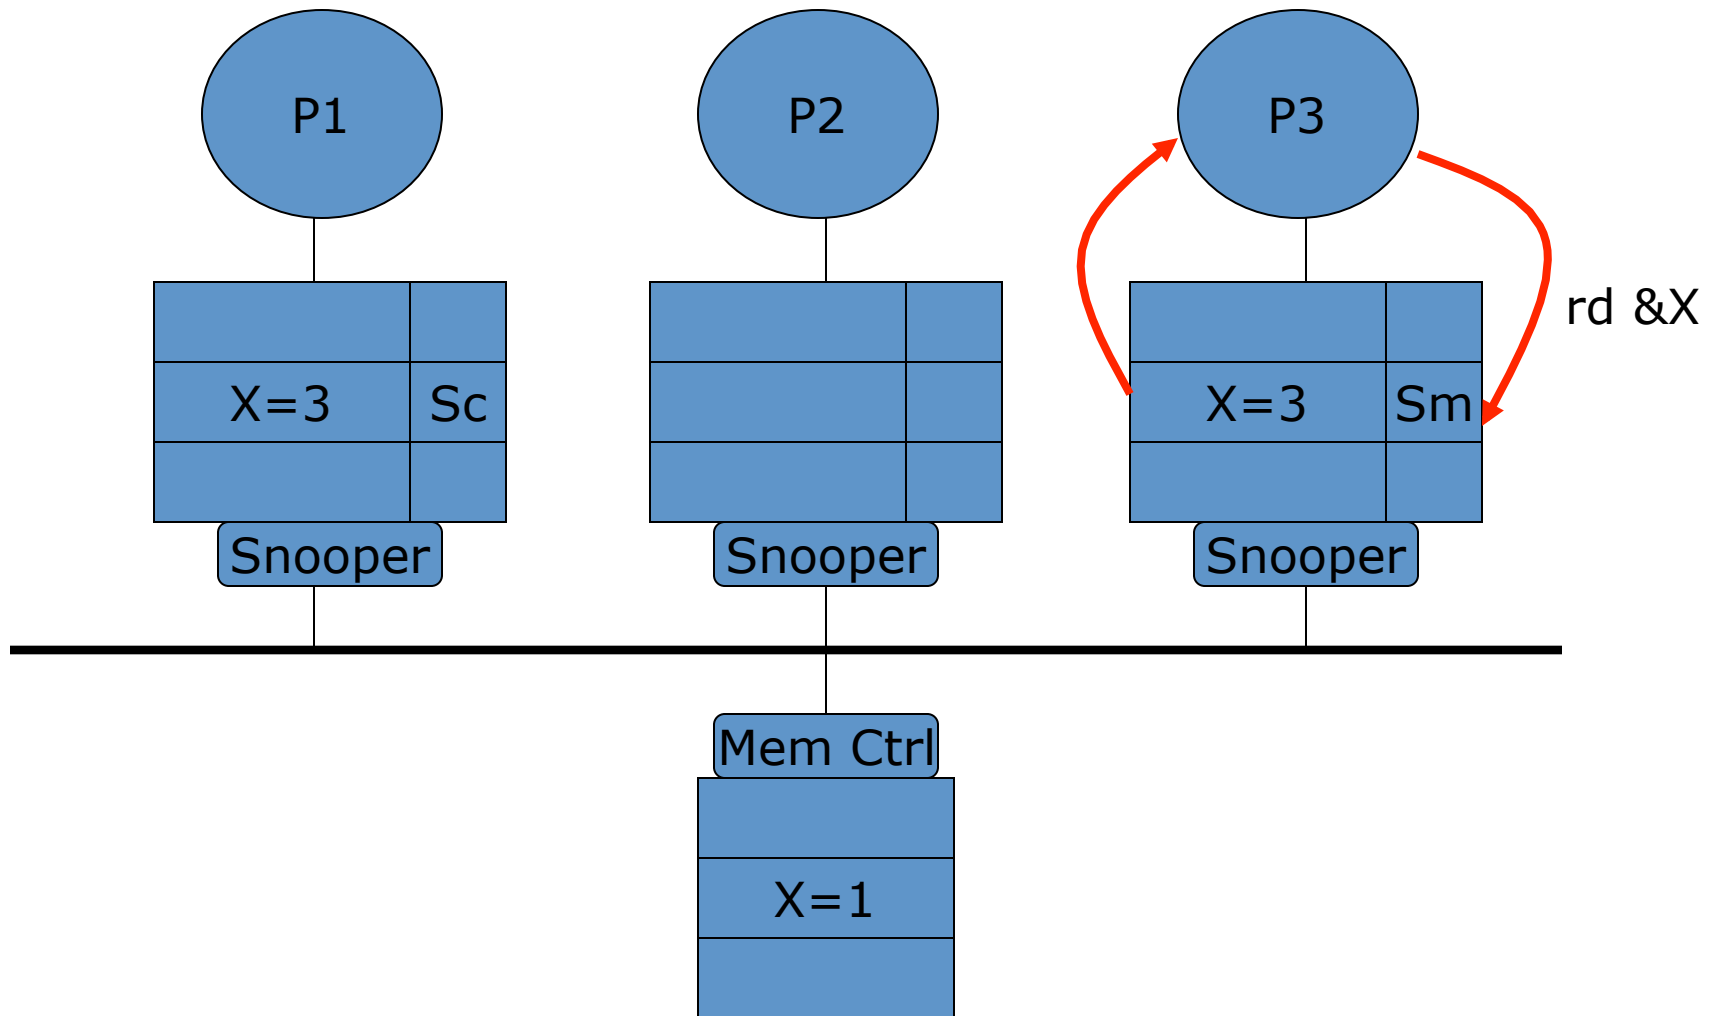 P1
P2
P3
rd &X
X=3
Sc
X=3
Sm
Snooper
Snooper
Snooper
Mem Ctrl
X=1